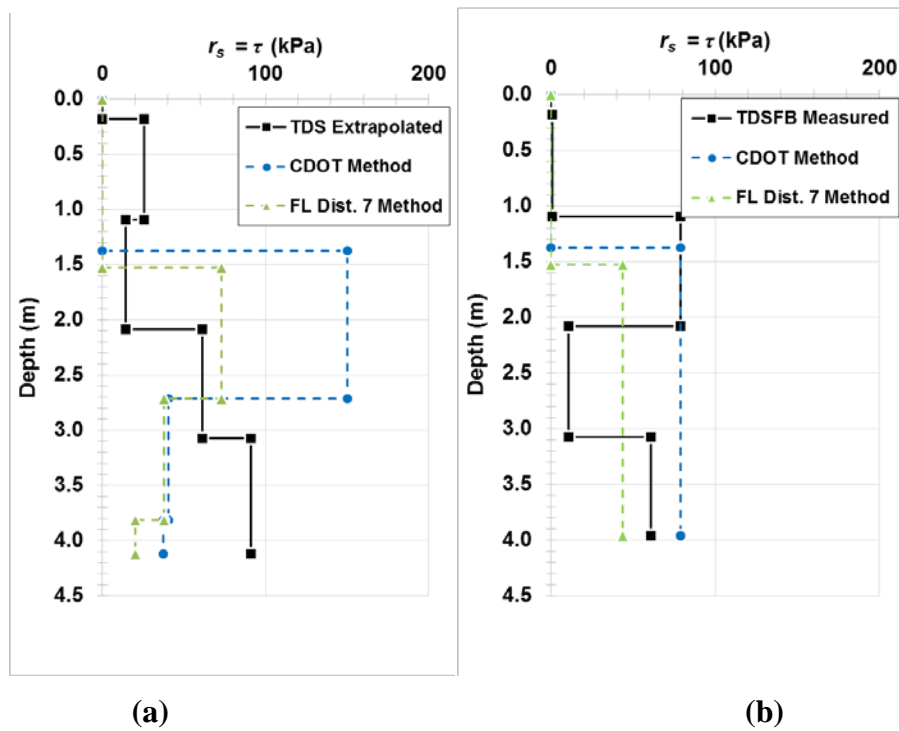 r_s = τ (kPa)
0 100 200
0.0
0.5
1.0
1.5
2.0
2.5
3.0
3.5
4.0
4.5
Depth (m)
TDS Extrapolated
CDOT Method
FL Dist. 7 Method
(a)
r_s = τ (kPa)
0 100 200
0.0
0.5
1.0
1.5
2.0
2.5
3.0
3.5
4.0
4.5
Depth (m)
TDSFB Measured
CDOT Method
FL Dist. 7 Method
(b)